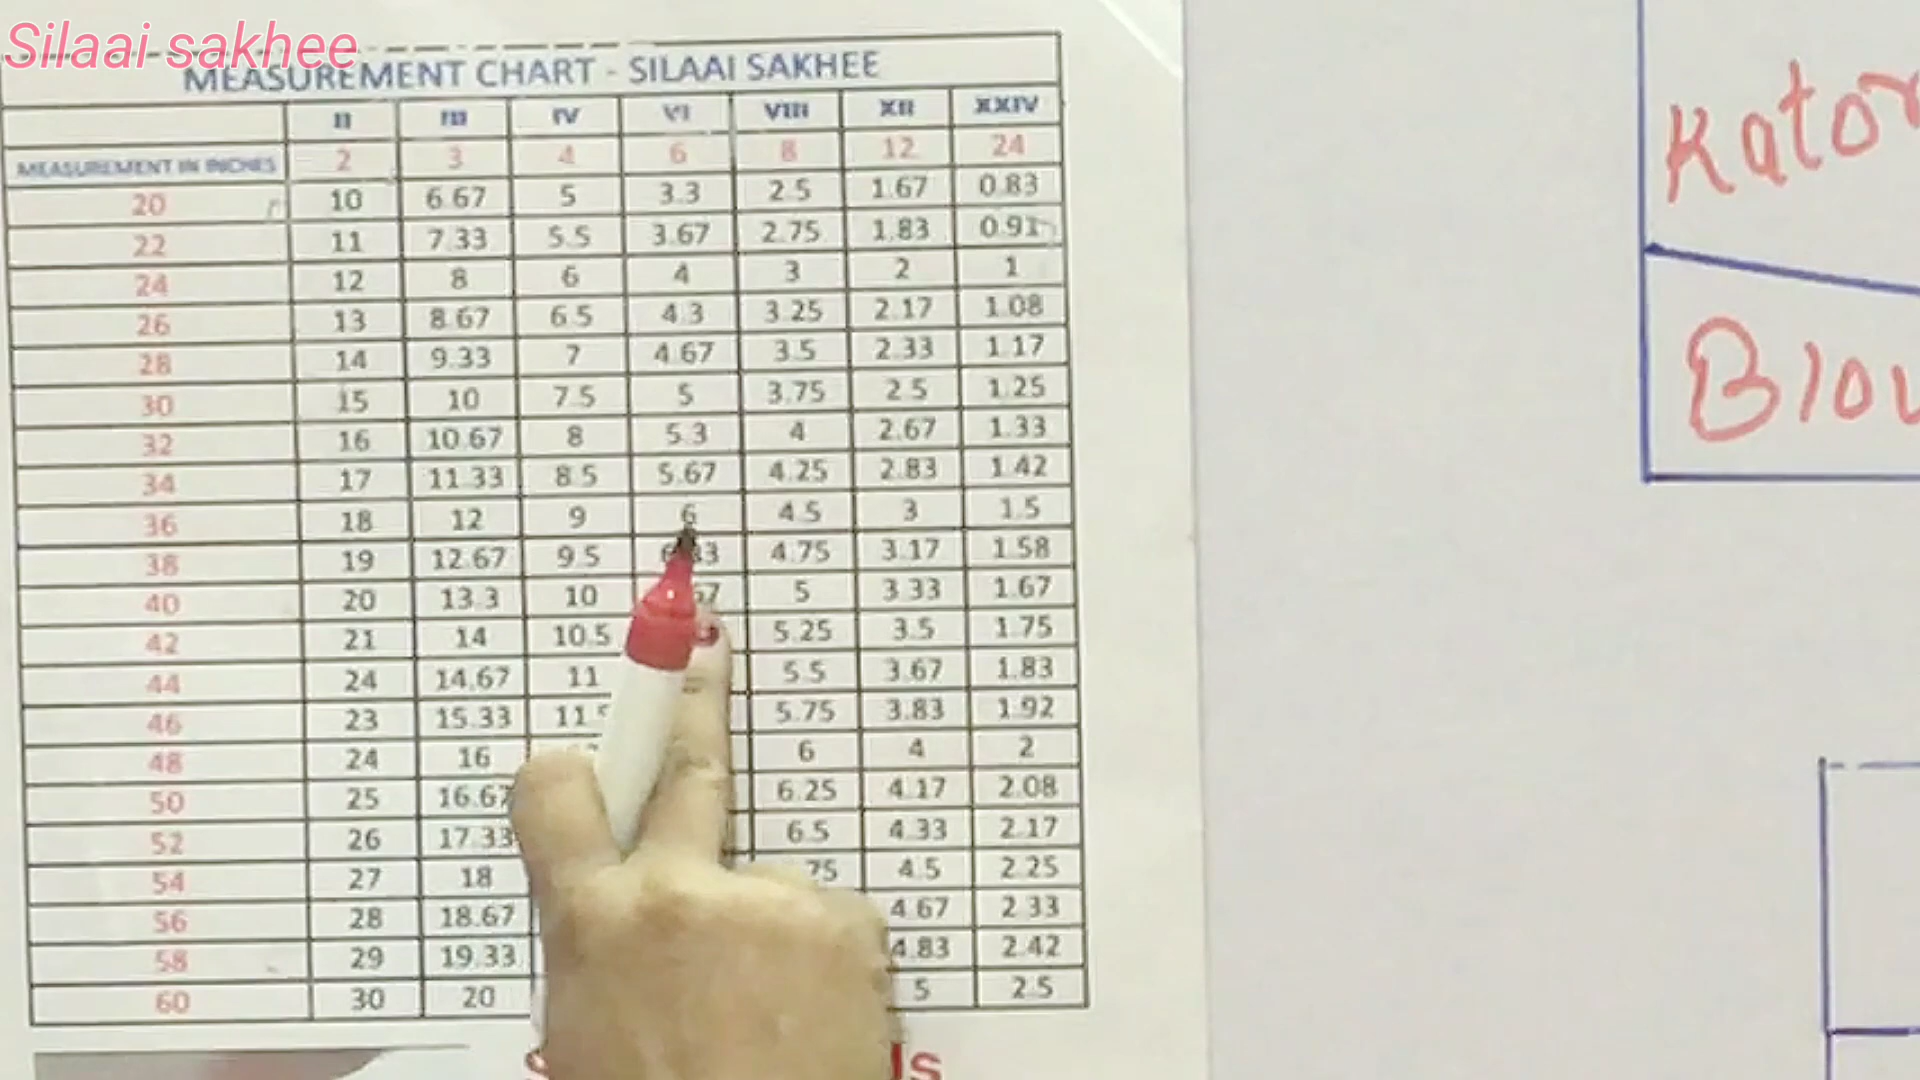 Silaai sakhee
MEASUREMENT CHART - SILAAI SAKHEE
II III IV VI VIII XII XXIV
MEASUREMENT IN INCHES 2 3 4 6 8 12 24
20 10 6.67 5 3.3 2.5 1.67 0.83
22 11 7.33 5.5 3.67 2.75 1.83 0.91
24 12 8 6 4 3 2 1
26 13 8.67 6.5 4.3 3.25 2.17 1.08
28 14 9.33 7 4.67 3.5 2.33 1.17
30 15 10 7.5 5 3.75 2.5 1.25
32 16 10.67 8 5.3 4 2.67 1.33
34 17 11.33 8.5 5.67 4.25 2.83 1.42
36 18 12 9 6 4.5 3 1.5
38 19 12.67 9.5 4.75 3.17 1.58
40 20 13.3 10 5 3.33 1.67
42 21 14 10.5 5.25 3.5 1.75
44 24 14.67 11 5.5 3.67 1.83
46 23 15.33 5.75 3.83 1.92
48 24 16 6 4 2
50 25 16.67 6.25 4.17 2.08
52 26 17.33 6.5 4.33 2.17
54 27 18 4.5 2.25
56 28 18.67 4.67 2.33
58 29 19.33 4.83 2.42
60 30 20 5 2.5
Kator
Blou